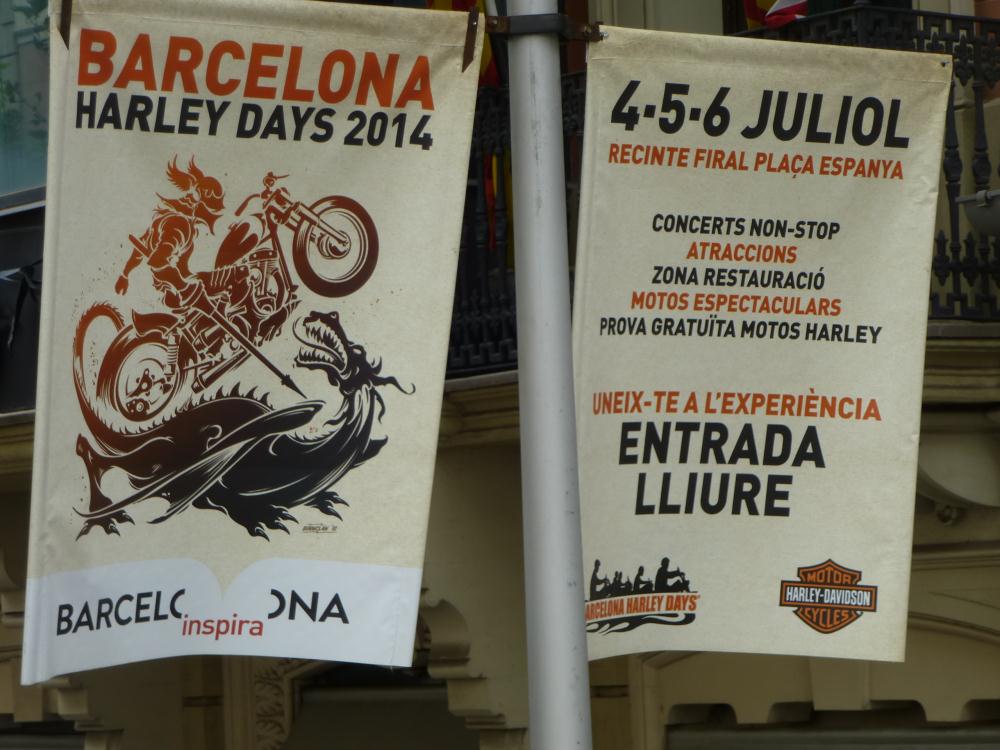 BARCELONA
HARLEY DAYS 2014
BARCELONA
inspira
4·5·6 JULIOL
RECINTE FIRAL PLAÇA ESPANYA
CONCERTS NON-STOP
ATRACCIONS
ZONA RESTAURACIÓ
MOTOS ESPECTACULARS
PROVA GRATUÏTA MOTOS HARLEY
UNEIX-TE A L'EXPERIÈNCIA
ENTRADA
LLIURE
BARCELONA HARLEY DAYS
MOTOR
HARLEY-DAVIDSON
CYCLES